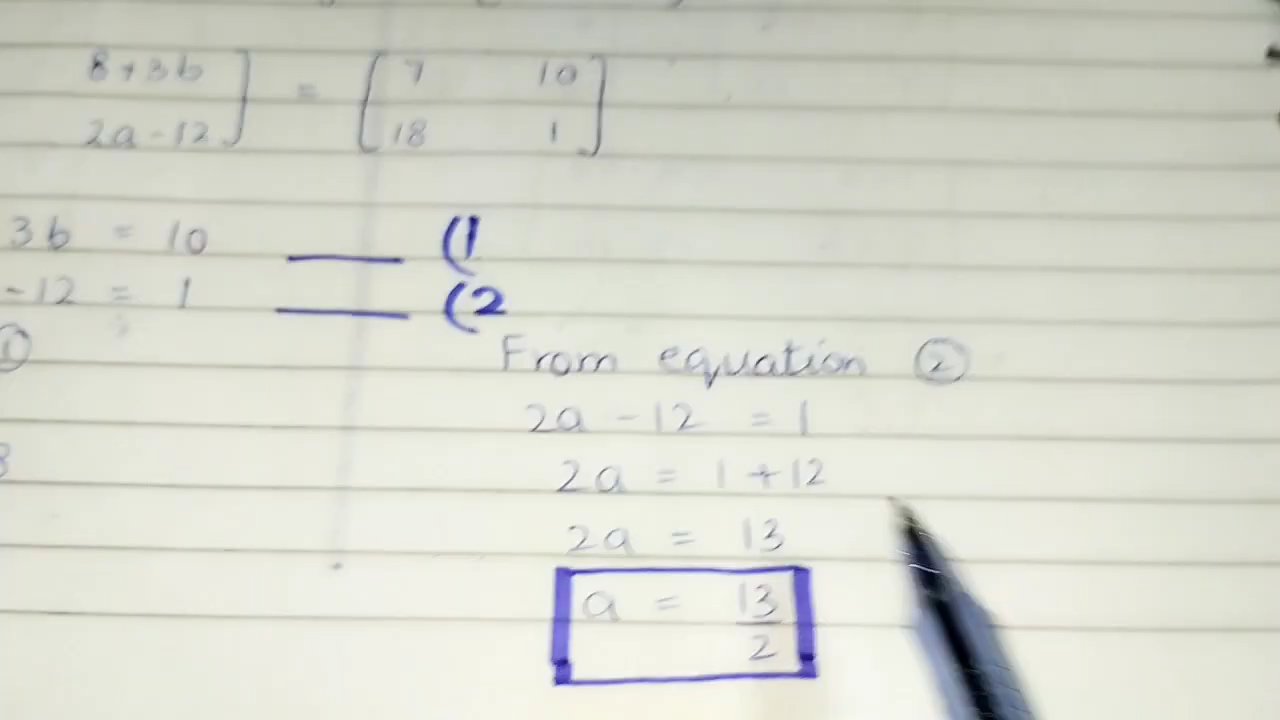 8+3b ] = [ 7 10 ]
2a-12 ] [ 18 1 ]
3b = 10 ——— (1
-12 = 1 ——— (2
①
From equation ②
2a -12 = 1
2a = 1 +12
2a = 13
a = 13/2